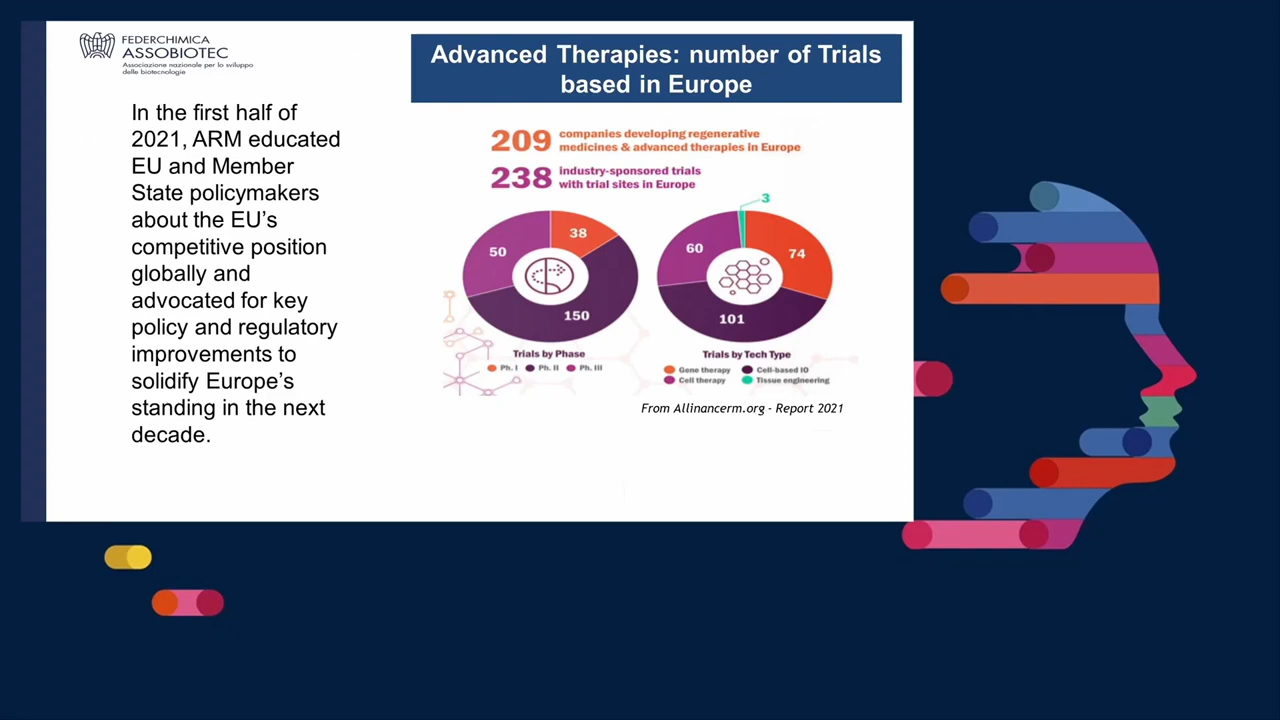 FEDERCHIMICA
ASSOBIOTEC
Associazione nazionale per lo sviluppo
delle biotecnologie
In the first half of
2021, ARM educated
EU and Member
State policymakers
about the EU's
competitive position
globally and
advocated for key
policy and regulatory
improvements to
solidify Europe's
standing in the next
decade.
Advanced Therapies: number of Trials
based in Europe
209 companies developing regenerative
medicines & advanced therapies in Europe
238 industry-sponsored trials
with trial sites in Europe
38
50
150
Trials by Phase
Ph. I Ph. II Ph. III
3
60
74
101
Trials by Tech Type
Gene therapy Cell-based IO
Cell therapy Tissue engineering
From Allinancerm.org - Report 2021